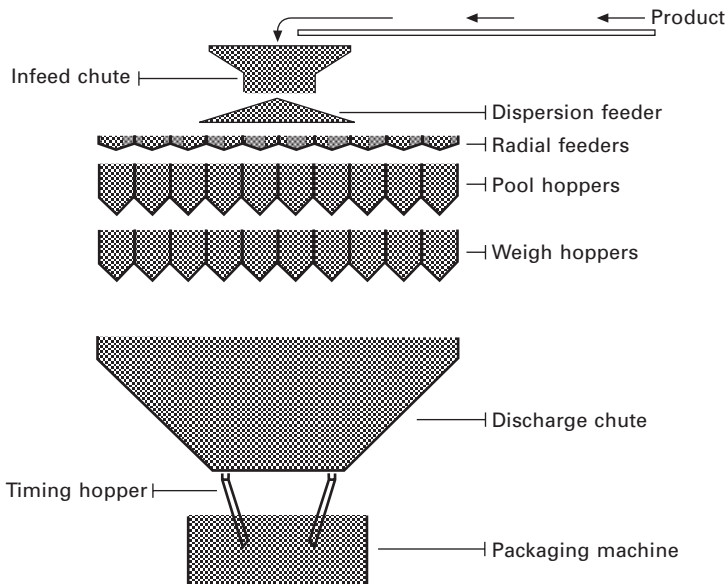 Product
Infeed chute
Dispersion feeder
Radial feeders
Pool hoppers
Weigh hoppers
Discharge chute
Timing hopper
Packaging machine